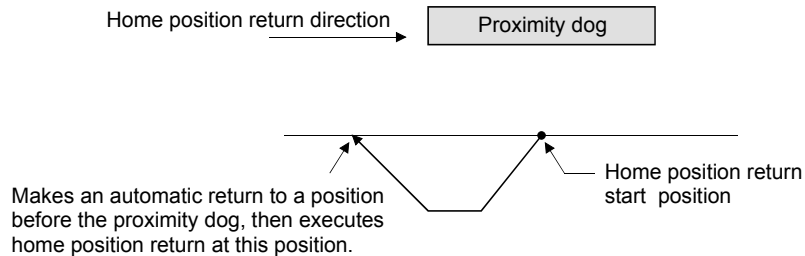 Home position return direction
Proximity dog
Home position return
start position
Makes an automatic return to a position
before the proximity dog, then executes
home position return at this position.